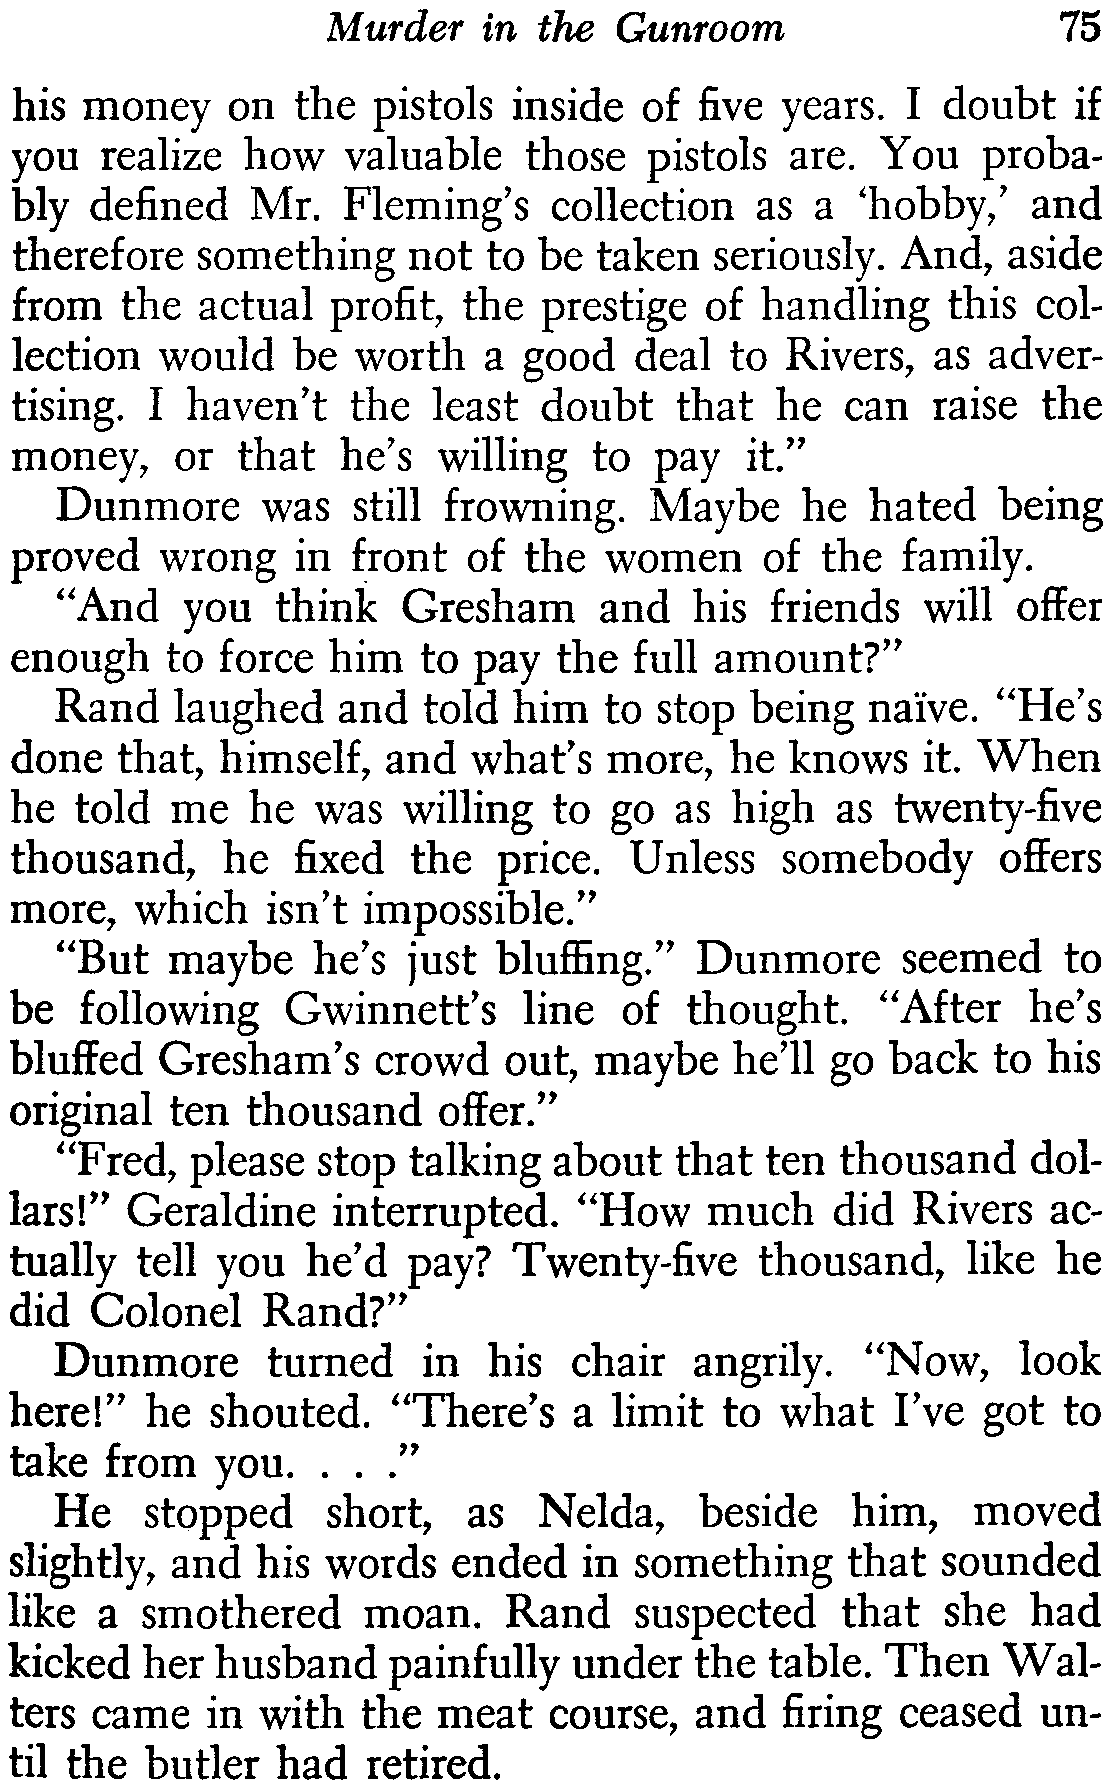 Murder in the Gunroom 75
his money on the pistols inside of five years. I doubt if
you realize how valuable those pistols are. You proba-
bly defined Mr. Fleming's collection as a 'hobby,' and
therefore something not to be taken seriously. And, aside
from the actual profit, the prestige of handling this col-
lection would be worth a good deal to Rivers, as adver-
tising. I haven't the least doubt that he can raise the
money, or that he's willing to pay it.”
Dunmore was still frowning. Maybe he hated being
proved wrong in front of the women of the family.
“And you think Gresham and his friends will offer
enough to force him to pay the full amount?”
Rand laughed and told him to stop being naïve. “He's
done that, himself, and what's more, he knows it. When
he told me he was willing to go as high as twenty-five
thousand, he fixed the price. Unless somebody offers
more, which isn't impossible.”
“But maybe he's just bluffing.” Dunmore seemed to
be following Gwinnett's line of thought. “After he's
bluffed Gresham's crowd out, maybe he'll go back to his
original ten thousand offer.”
“Fred, please stop talking about that ten thousand dol-
lars!” Geraldine interrupted. “How much did Rivers ac-
tually tell you he'd pay? Twenty-five thousand, like he
did Colonel Rand?”
Dunmore turned in his chair angrily. “Now, look
here!” he shouted. “There's a limit to what I've got to
take from you. . . .”
He stopped short, as Nelda, beside him, moved
slightly, and his words ended in something that sounded
like a smothered moan. Rand suspected that she had
kicked her husband painfully under the table. Then Wal-
ters came in with the meat course, and firing ceased un-
til the butler had retired.